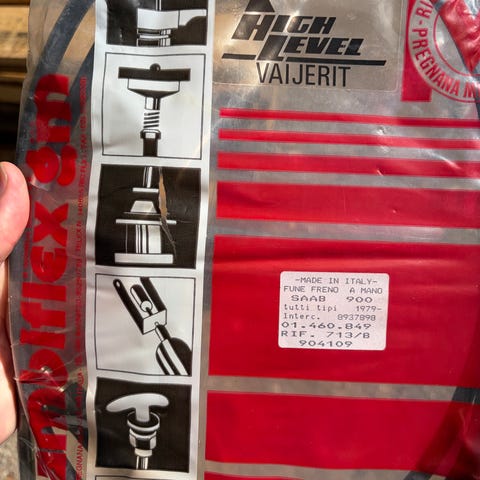 HIGH
LEVEL
VAIJERIT
PREGNANA M
-MADE IN ITALY-
FUNE FRENO A MANO
SAAB 900
tutti tipi 1979-
Interc. 8937898
01.460.849
RIF. 713/B
904109